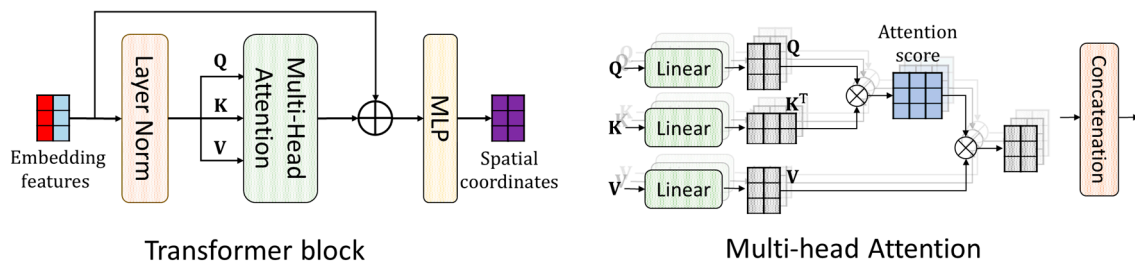 Embedding
features
Layer Norm
Q
K
V
Multi-Head
Attention
MLP
Spatial
coordinates
Transformer block
Q
Q
Linear
Q
K
K
Linear
K^T
V
V
Linear
V
Attention
score
Concatenation
Multi-head Attention